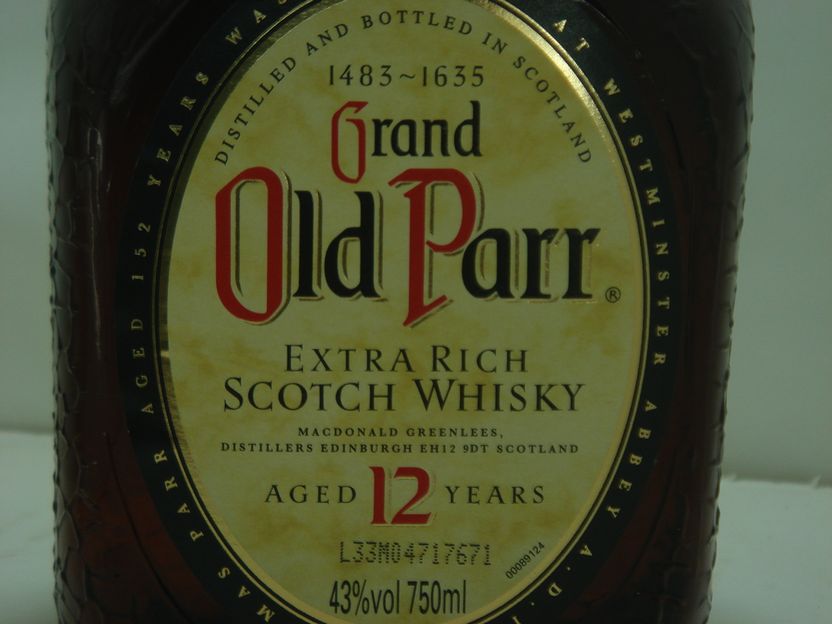 MAS PARR AGED 152 YEARS WAS
AT WESTMINSTER ABBEY A.D.
DISTILLED AND BOTTLED IN SCOTLAND
1483~1635
Grand
Old Parr ®
EXTRA RICH
SCOTCH WHISKY
MACDONALD GREENLEES,
DISTILLERS EDINBURGH EH12 9DT SCOTLAND
AGED 12 YEARS
L33M04717671
00089124
43%vol 750ml